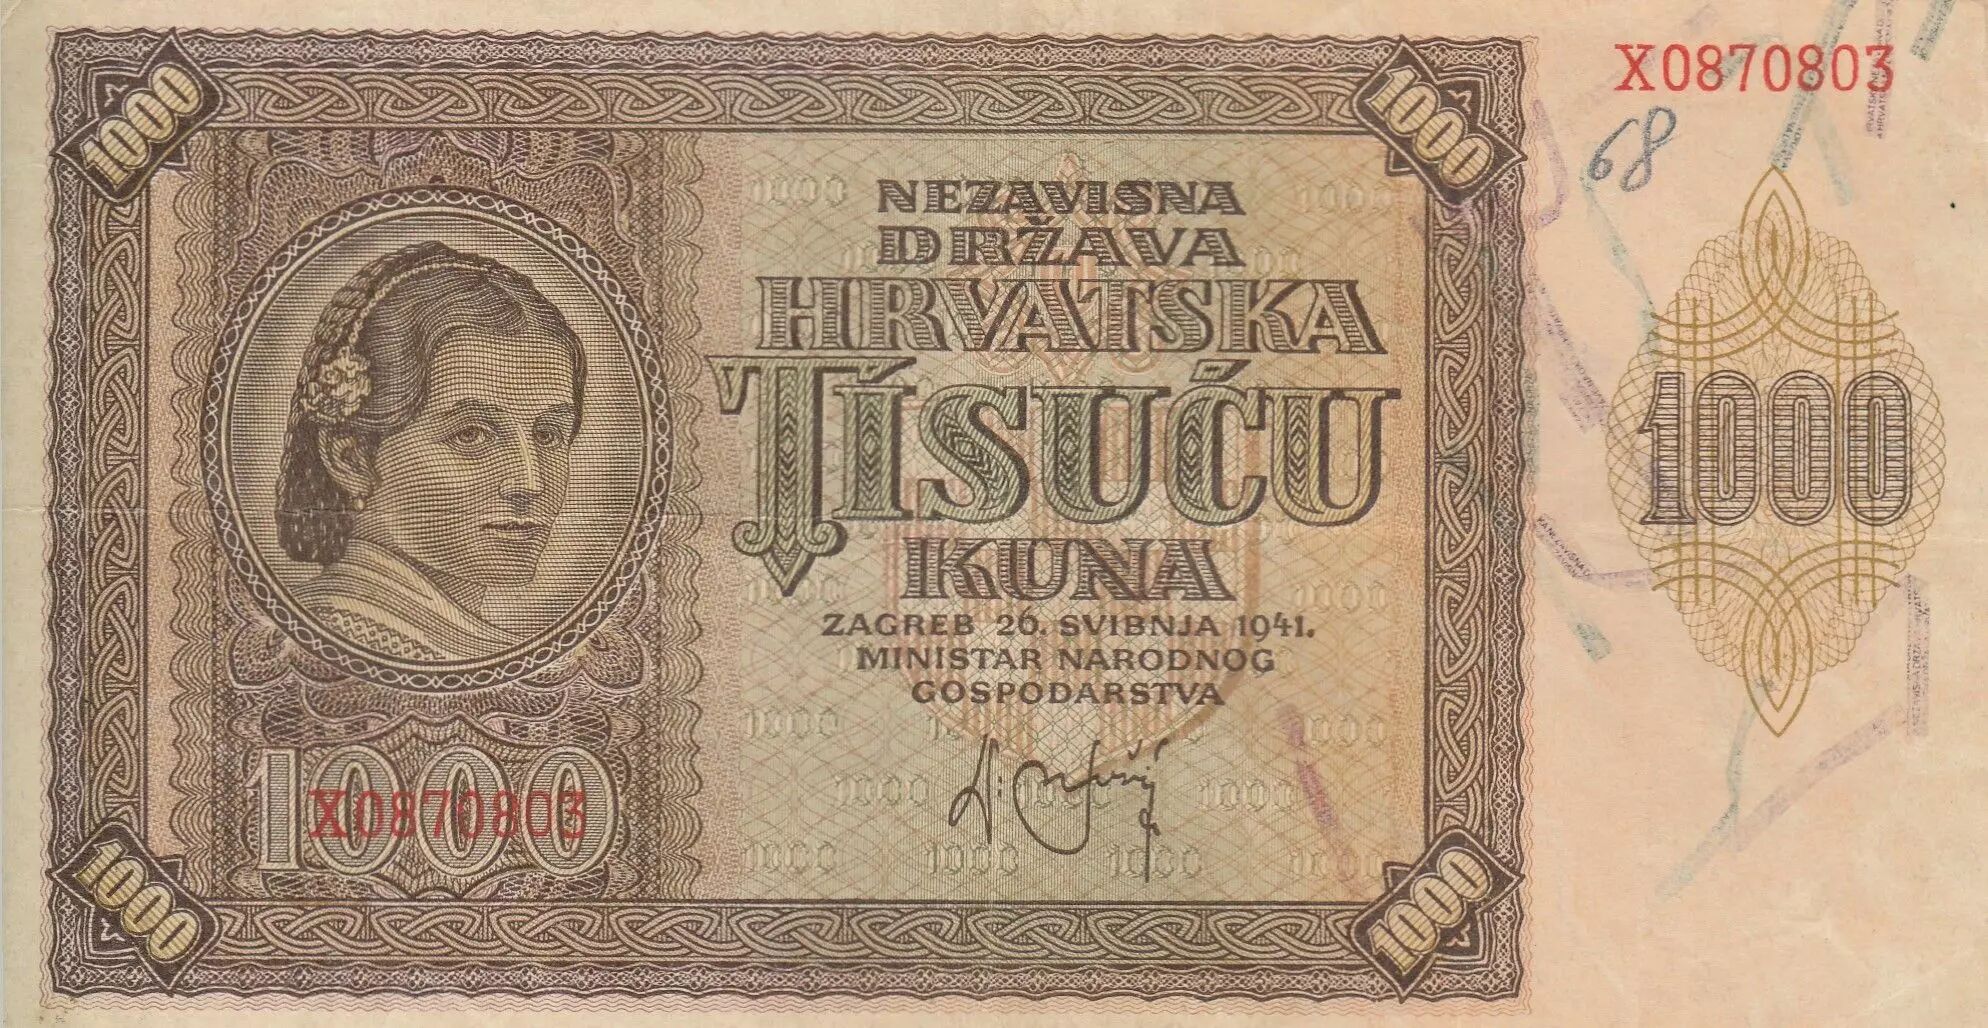 1000
1000
X0870803
68
NEZAVISNA
DRŽAVA
HRVATSKA
TISUĆU
KUNA
1000
ZAGREB 26. SVIBNJA 1941.
MINISTAR NARODNOG
GOSPODARSTVA
1000
X0870803
1000
1000